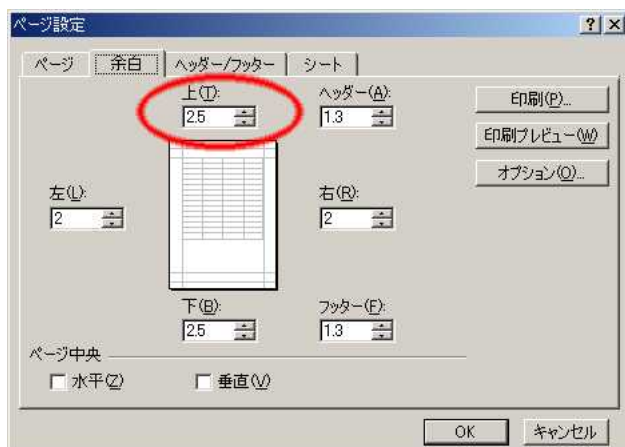 ページ設定
ページ 余白 ヘッダー/フッター シート
上(T): ヘッダー(A):
2.5 1.3
印刷(P)...
印刷プレビュー(W)
オプション(O)...
左(L): 右(R):
2 2
下(B): フッター(F):
2.5 1.3
ページ中央
水平(Z) 垂直(V)
OK キャンセル